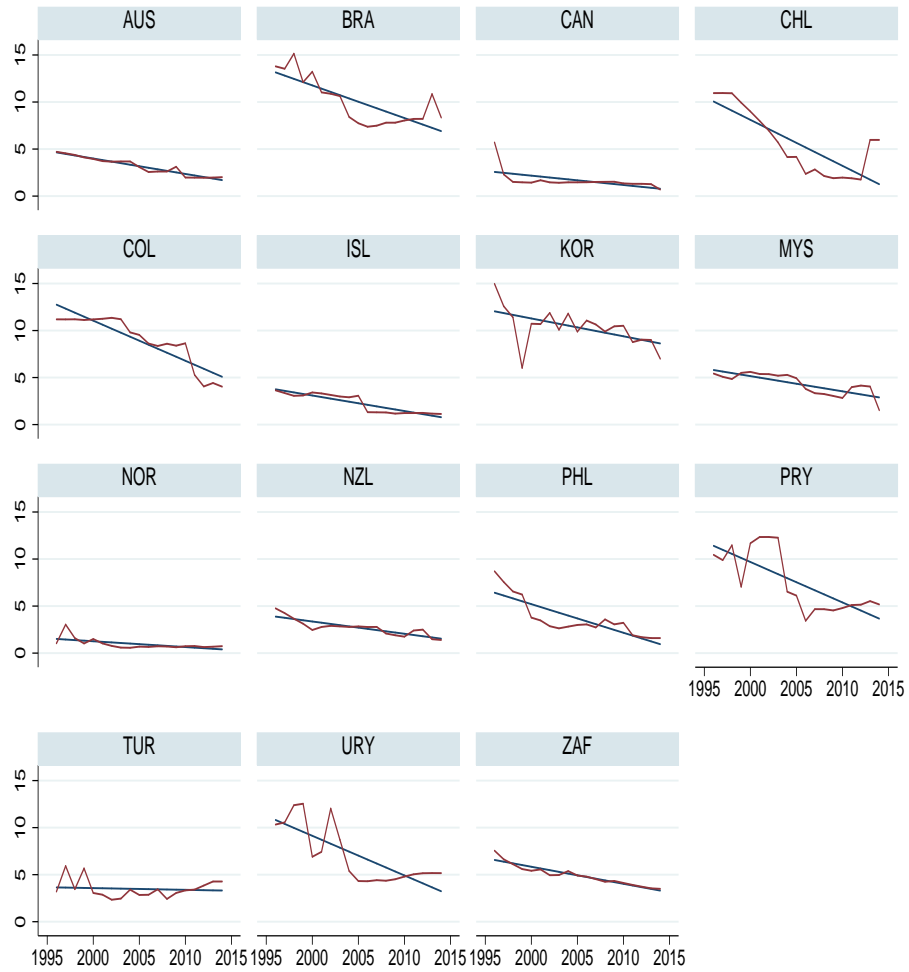 AUS BRA CAN CHL
15
10
5
0
COL ISL KOR MYS
15
10
5
0
NOR NZL PHL PRY
15
10
5
0
1995 2000 2005 2010 2015
TUR URY ZAF
15
10
5
0
1995 2000 2005 2010 2015 1995 2000 2005 2010 2015 1995 2000 2005 2010 2015